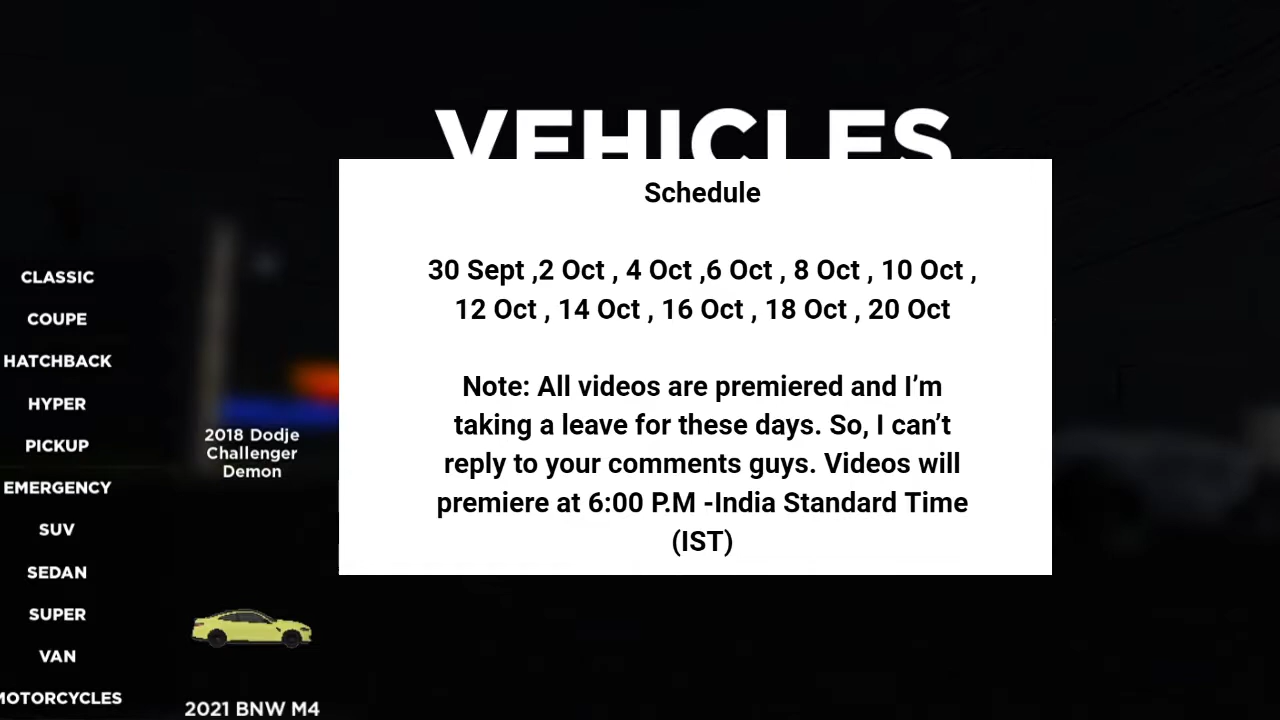 VEHICLES
Schedule
30 Sept ,2 Oct , 4 Oct ,6 Oct , 8 Oct , 10 Oct ,
12 Oct , 14 Oct , 16 Oct , 18 Oct , 20 Oct
Note: All videos are premiered and I’m
taking a leave for these days. So, I can’t
reply to your comments guys. Videos will
premiere at 6:00 P.M -India Standard Time
(IST)
CLASSIC
COUPE
HATCHBACK
HYPER
PICKUP
EMERGENCY
SUV
SEDAN
SUPER
VAN
MOTORCYCLES
2018 Dodje
Challenger
Demon
2021 BNW M4